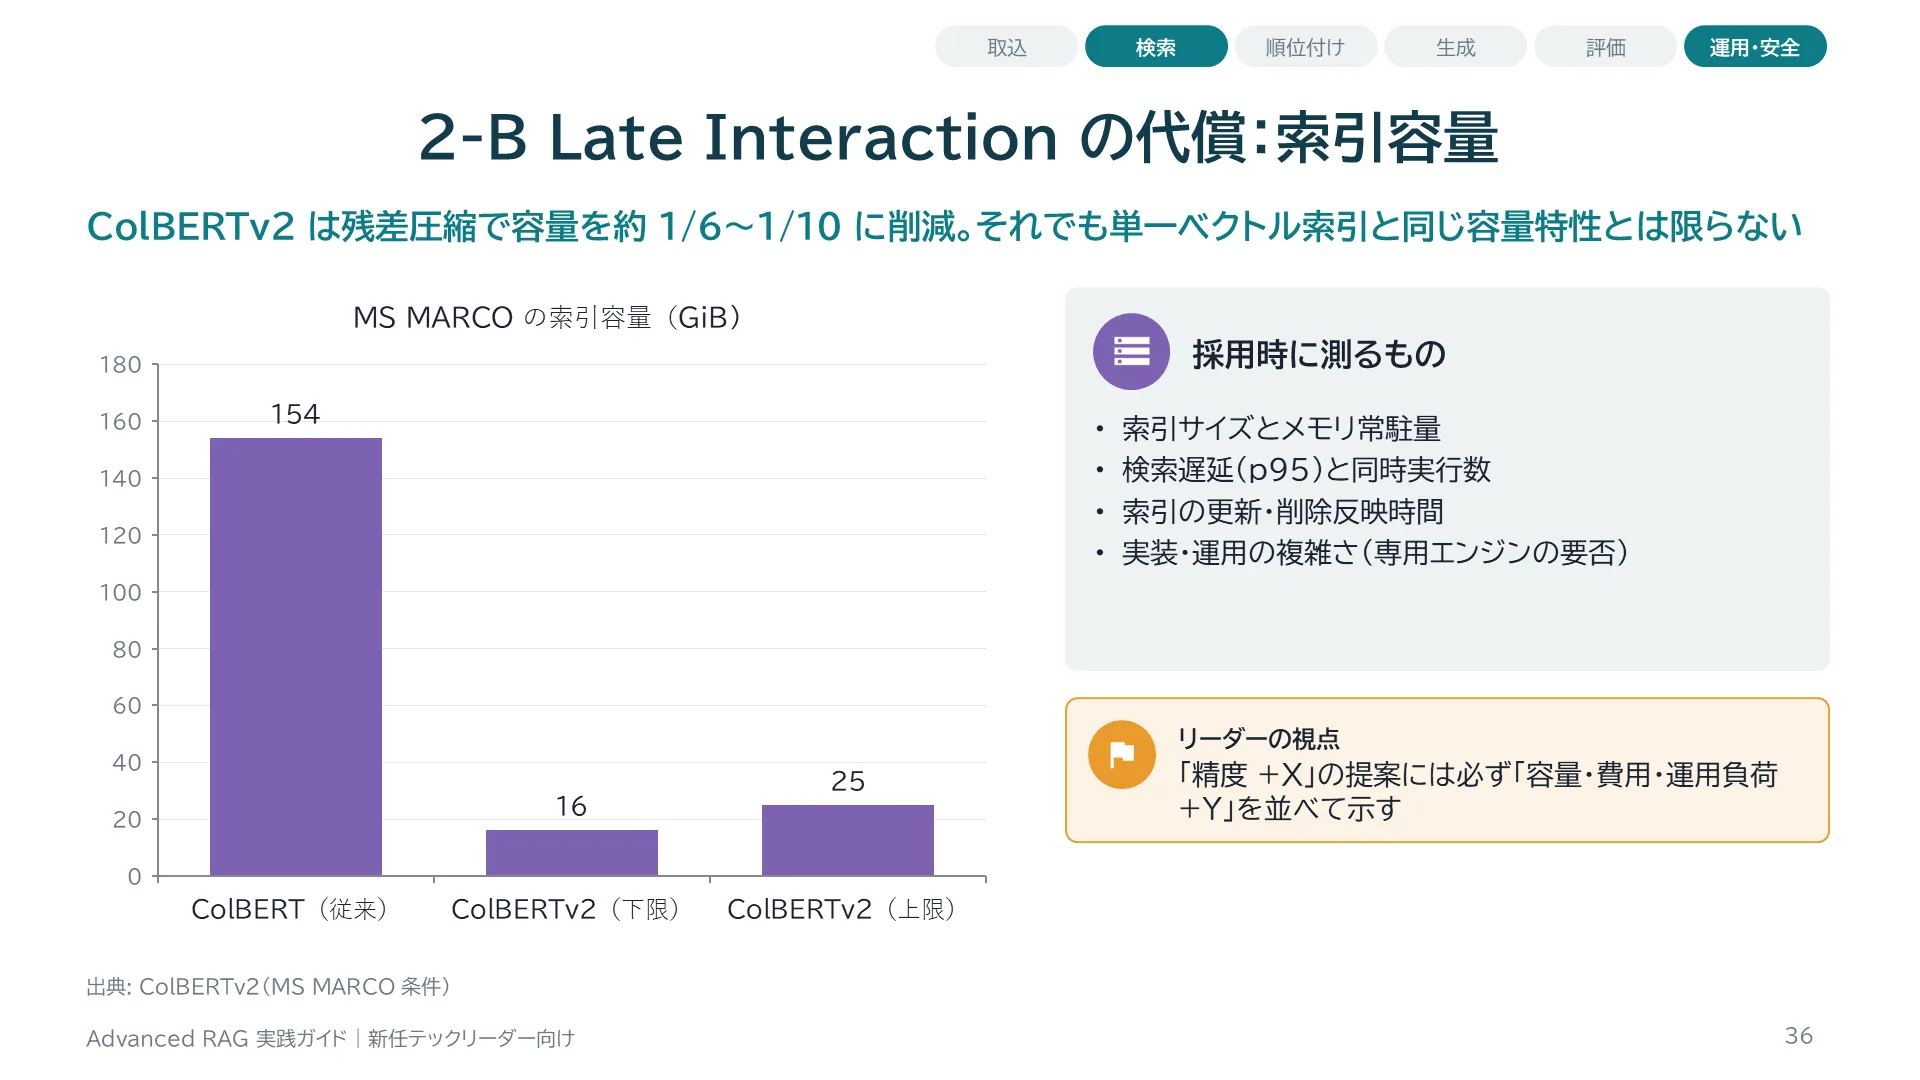 取込
検索
順位付け
生成
評価
運用・安全
2-B Late Interaction の代償：索引容量
ColBERTv2 は残差圧縮で容量を約 1/6〜1/10 に削減。それでも単一ベクトル索引と同じ容量特性とは限らない
MS MARCO の索引容量（GiB）
180
160
140
120
100
80
60
40
20
0
154
16
25
ColBERT（従来）
ColBERTv2（下限）
ColBERTv2（上限）
採用時に測るもの
• 索引サイズとメモリ常駐量
• 検索遅延（p95）と同時実行数
• 索引の更新・削除反映時間
• 実装・運用の複雑さ（専用エンジンの要否）
リーダーの視点
「精度 +X」の提案には必ず「容量・費用・運用負荷
+Y」を並べて示す
出典: ColBERTv2（MS MARCO 条件）
Advanced RAG 実践ガイド｜新任テックリーダー向け
36